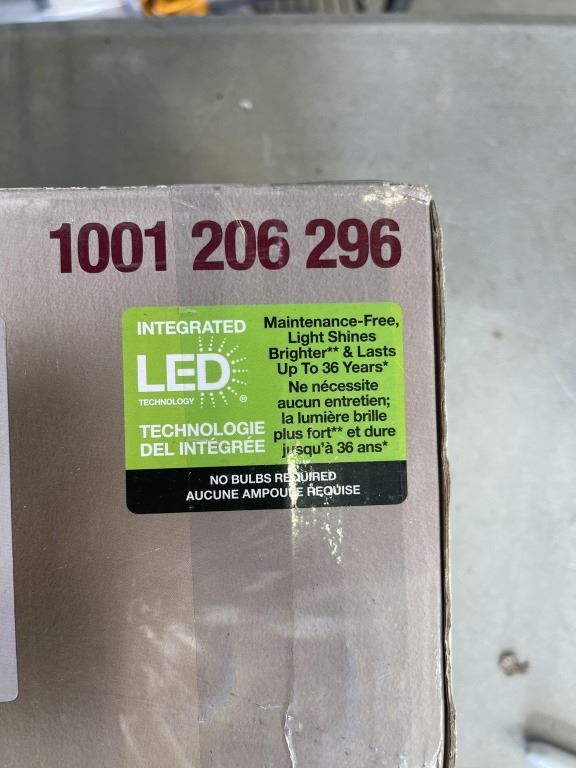 1001 206 296
INTEGRATED
LED
TECHNOLOGY ®
TECHNOLOGIE
DEL INTÉGRÉE
Maintenance-Free,
Light Shines
Brighter** & Lasts
Up To 36 Years*
Ne nécessite
aucun entretien;
la lumière brille
plus fort** et dure
jusqu'à 36 ans*
NO BULBS REQUIRED
AUCUNE AMPOULE REQUISE